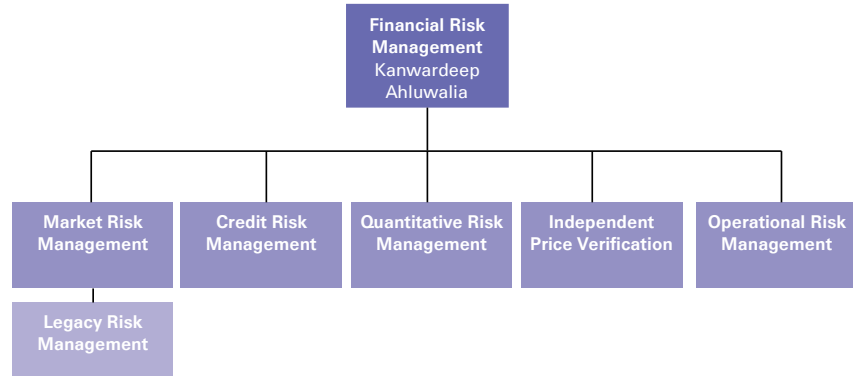 Financial Risk
Management
Kanwardeep
Ahluwalia
Market Risk
Management
Credit Risk
Management
Quantitative Risk
Management
Independent
Price Verification
Operational Risk
Management
Legacy Risk
Management